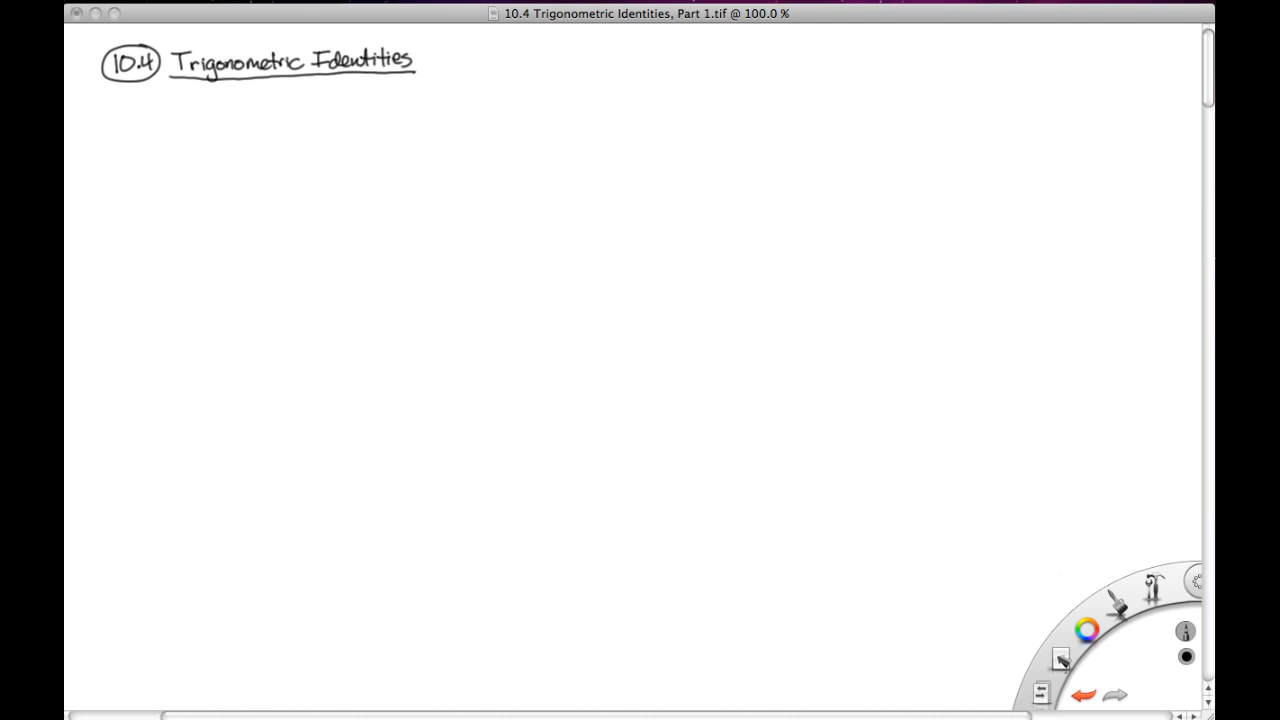 10.4 Trigonometric Identities, Part 1.tif @ 100.0 %
10.4 Trigonometric Identities